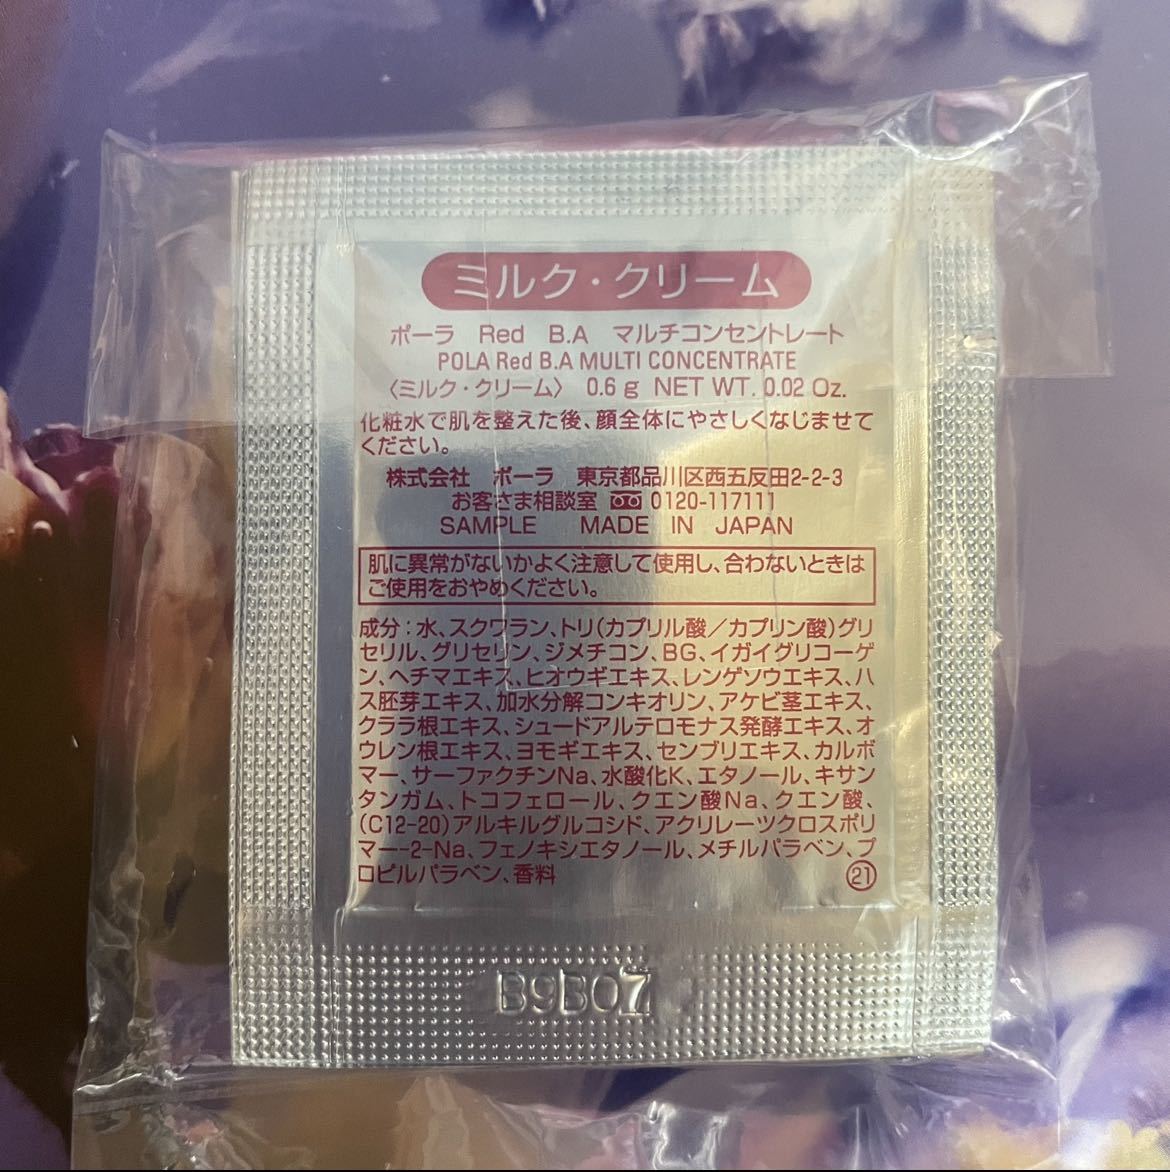 ミルク・クリーム
ポーラ Red B.A マルチコンセントレート
POLA Red B.A MULTI CONCENTRATE
〈ミルク・クリーム〉 0.6g NET WT. 0.02 Oz.
化粧水で肌を整えた後、顔全体にやさしくなじませて
ください。
株式会社 ポーラ 東京都品川区西五反田2-2-3
お客さま相談室 0120-117111
SAMPLE MADE IN JAPAN
肌に異常がないかよく注意して使用し、合わないときは
ご使用をおやめください。
成分：水、スクワラン、トリ(カプリル酸／カプリン酸)グリ
セリル、グリセリン、ジメチコン、BG、イガイグリコーゲ
ン、ヘチマエキス、ヒオウギエキス、レンゲソウエキス、ハ
ス胚芽エキス、加水分解コンキオリン、アケビ茎エキス、
クララ根エキス、シュードアルテロモナス発酵エキス、オ
ウレン根エキス、ヨモギエキス、センブリエキス、カルボ
マー、サーファクチンNa、水酸化K、エタノール、キサン
タンガム、トコフェロール、クエン酸Na、クエン酸、
(C12-20)アルキルグルコシド、アクリレーツクロスポリ
マー-2-Na、フェノキシエタノール、メチルパラベン、プ
ロピルパラベン、香料 ㉑
B9B07